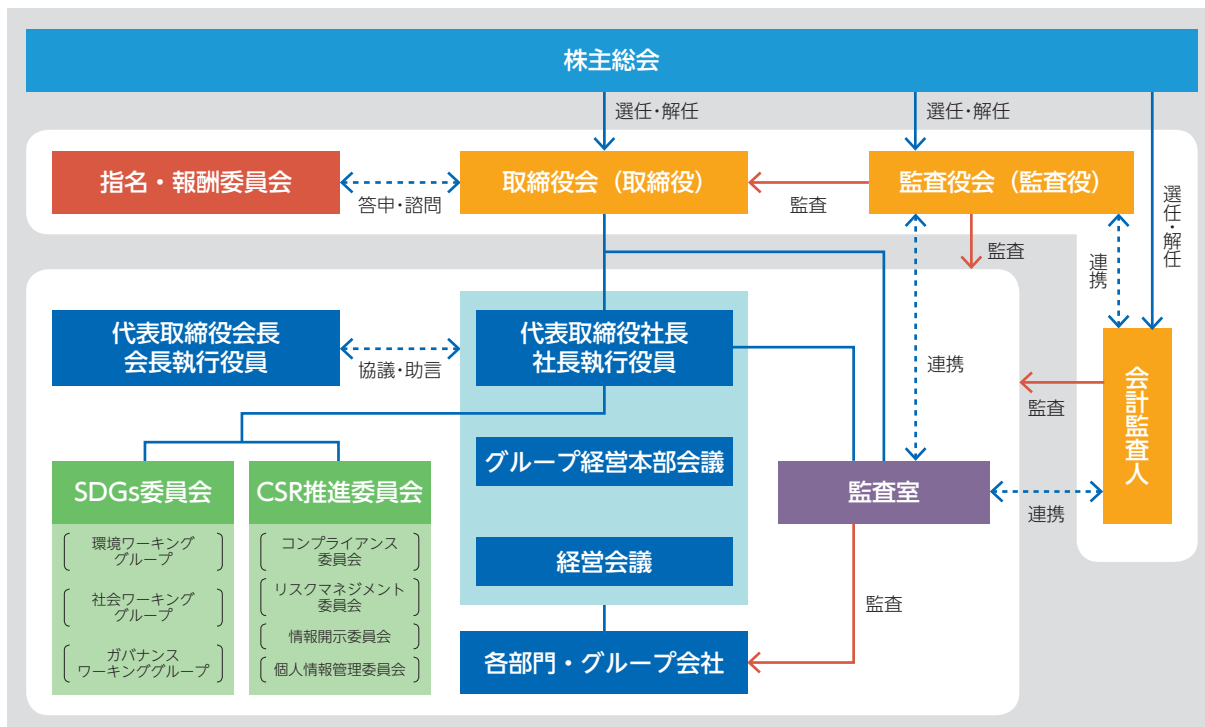 株主総会
選任・解任
選任・解任
選任・解任
指名・報酬委員会
答申・諮問
取締役会（取締役）
監査
監査役会（監査役）
監査
連携
連携
代表取締役会長
会長執行役員
協議・助言
代表取締役社長
社長執行役員
監査
会計監査人
グループ経営本部会議
経営会議
監査室
連携
監査
各部門・グループ会社
SDGs委員会
環境ワーキング
グループ
社会ワーキング
グループ
ガバナンス
ワーキンググループ
CSR推進委員会
コンプライアンス
委員会
リスクマネジメント
委員会
情報開示委員会
個人情報管理委員会